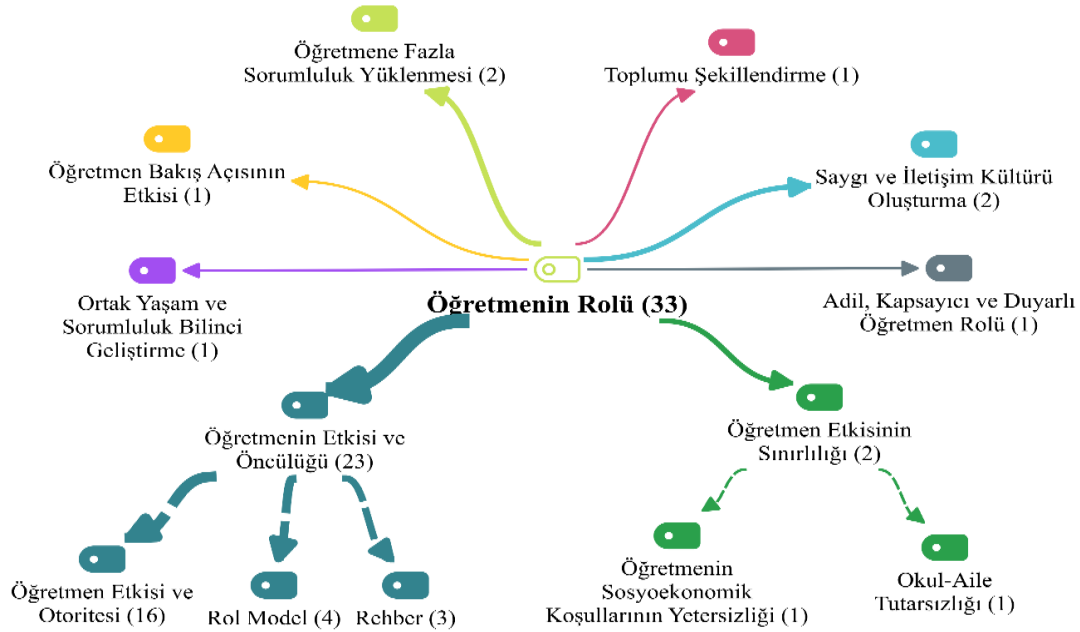 Öğretmene Fazla
Sorumluluk Yüklenmesi (2)
Toplumu Şekillendirme (1)
Öğretmen Bakış Açısının
Etkisi (1)
Saygı ve İletişim Kültürü
Oluşturma (2)
Ortak Yaşam ve
Sorumluluk Bilinci
Geliştirme (1)
Öğretmenin Rolü (33)
Adil, Kapsayıcı ve Duyarlı
Öğretmen Rolü (1)
Öğretmenin Etkisi ve
Öncülüğü (23)
Öğretmen Etkisinin
Sınırlılığı (2)
Öğretmen Etkisi ve
Otoritesi (16)
Rol Model (4)
Rehber (3)
Öğretmenin
Sosyoekonomik
Koşullarının Yetersizliği (1)
Okul-Aile
Tutarsızlığı (1)